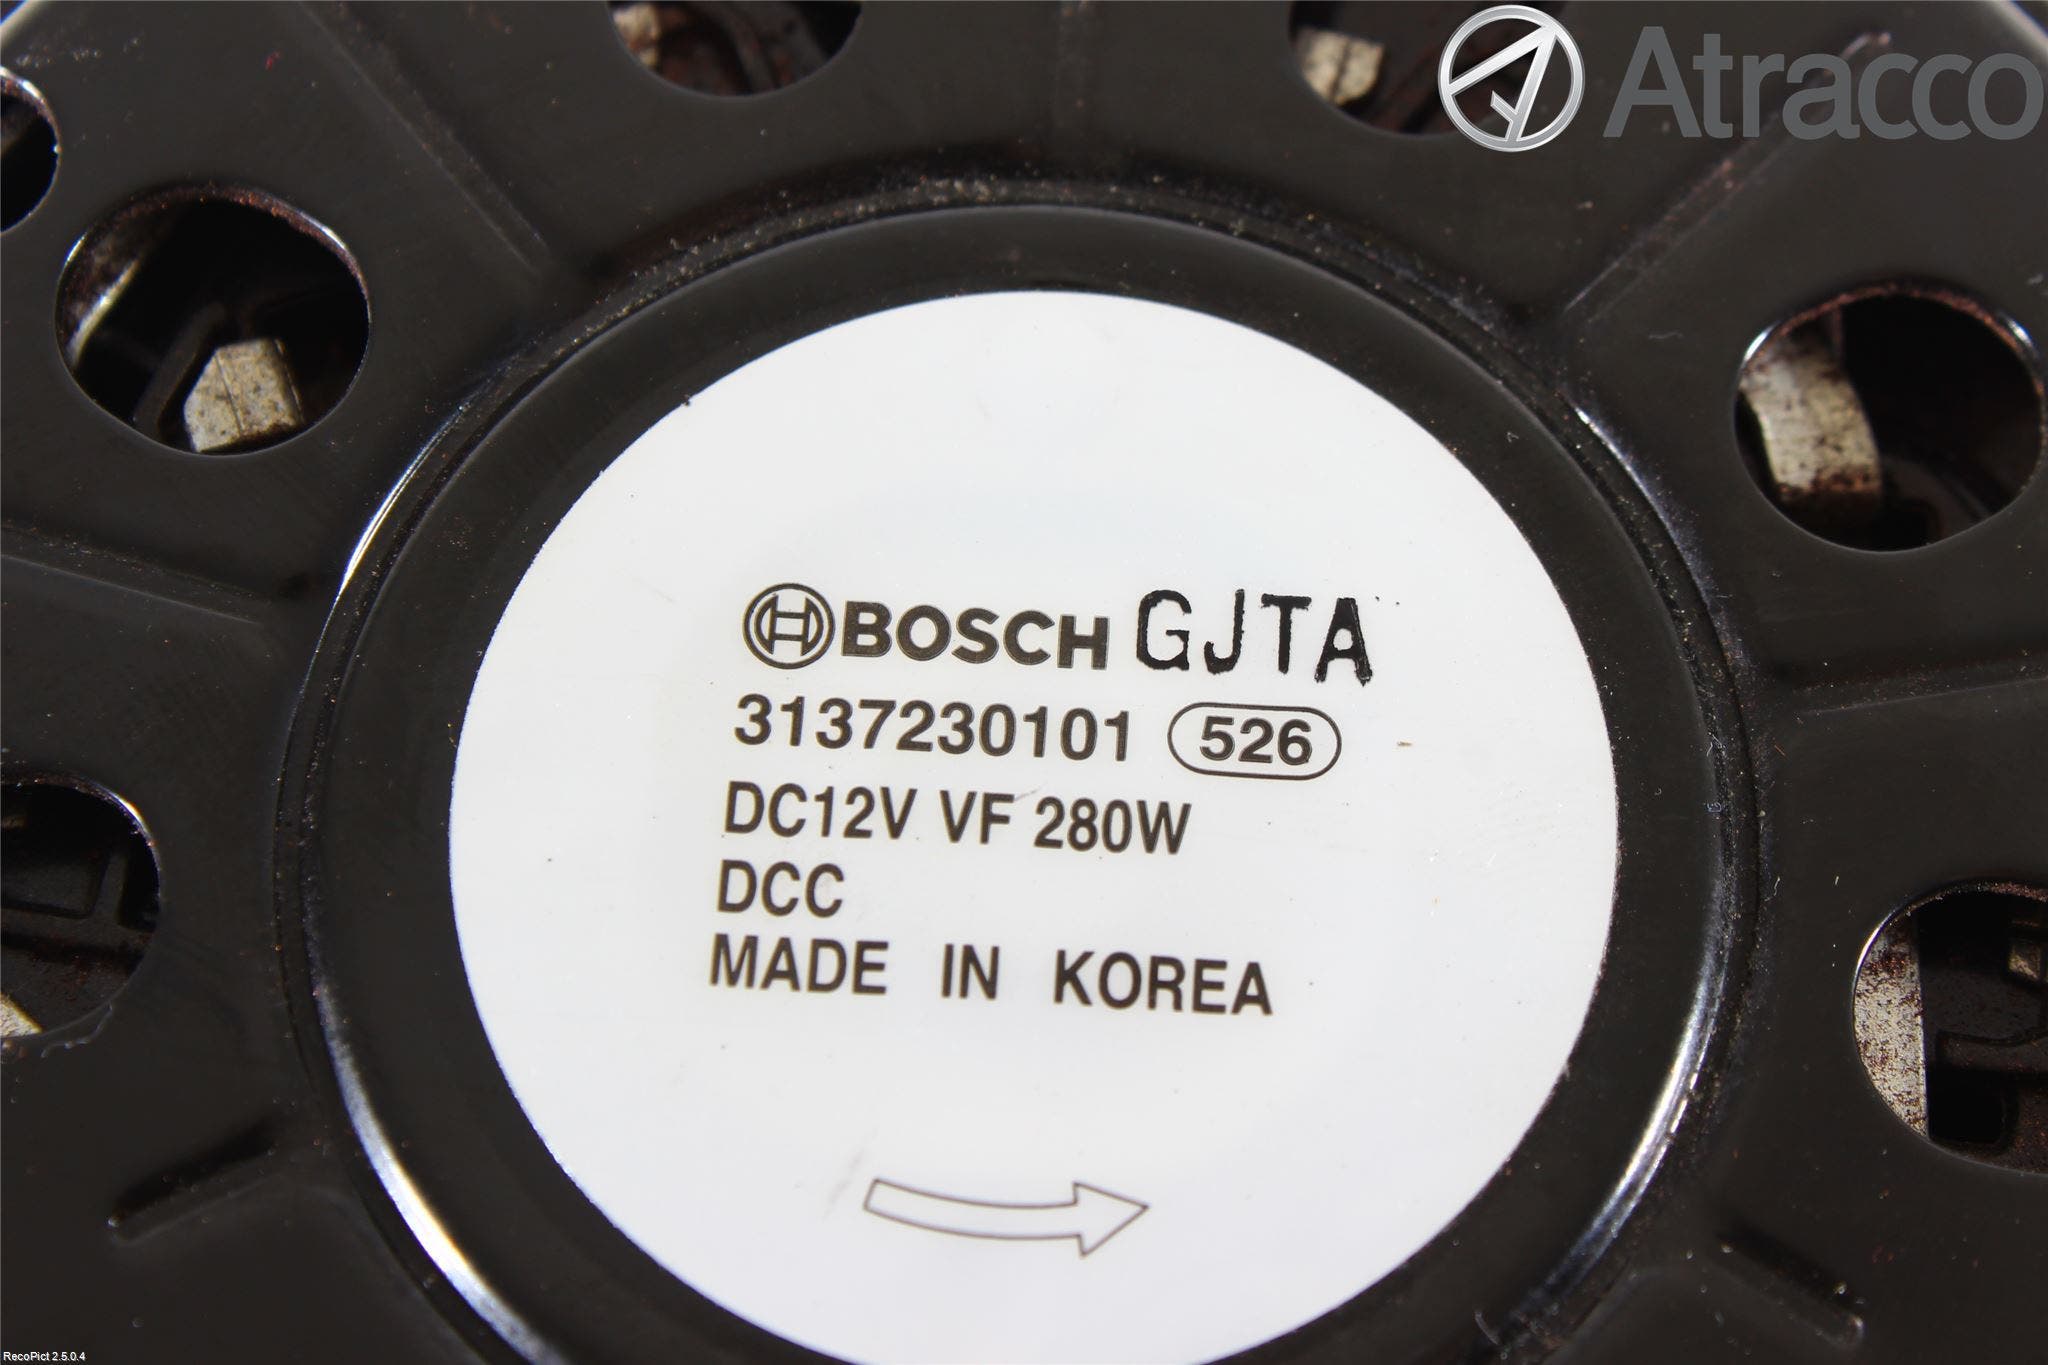 Atracco
BOSCH GJTA
3137230101 526
DC12V VF 280W
DCC
MADE IN KOREA
RecoPict 2.5.0.4